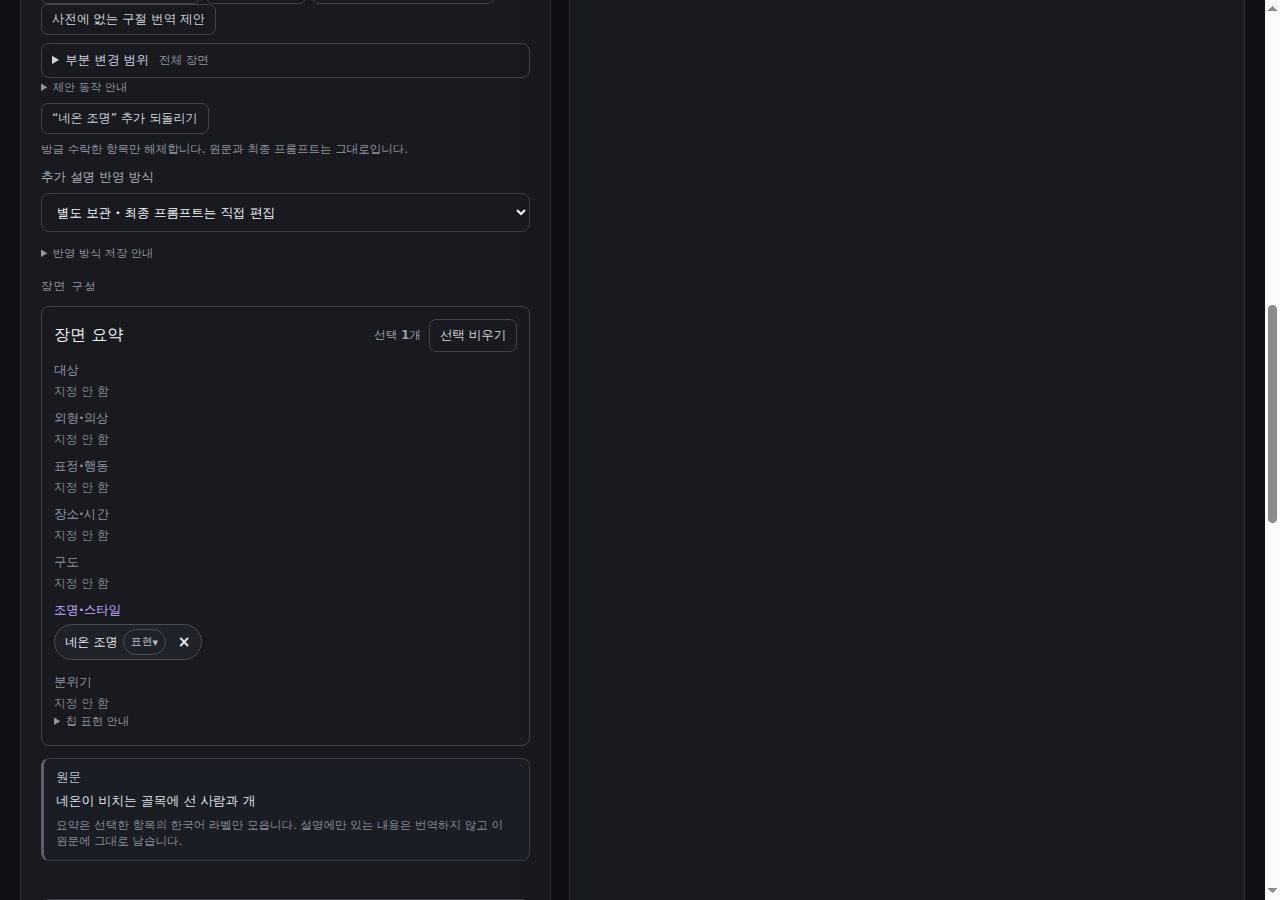 사전에 없는 구절 번역 제안
▶ 부분 변경 범위 전체 장면
▶ 제안 동작 안내
“네온 조명” 추가 되돌리기
방금 수락한 항목만 해제합니다. 원문과 최종 프롬프트는 그대로입니다.
추가 설명 반영 방식
별도 보관 · 최종 프롬프트는 직접 편집
▶ 반영 방식 저장 안내
장면 구성
장면 요약 선택 1개 선택 비우기
대상
지정 안 함
외형·의상
지정 안 함
표정·행동
지정 안 함
장소·시간
지정 안 함
구도
지정 안 함
조명·스타일
네온 조명 표현▾ ×
분위기
지정 안 함
▶ 칩 표현 안내
원문
네온이 비치는 골목에 선 사람과 개
요약은 선택한 항목의 한국어 라벨만 모읍니다. 설명에만 있는 내용은 번역하지 않고 이
원문에 그대로 남습니다.